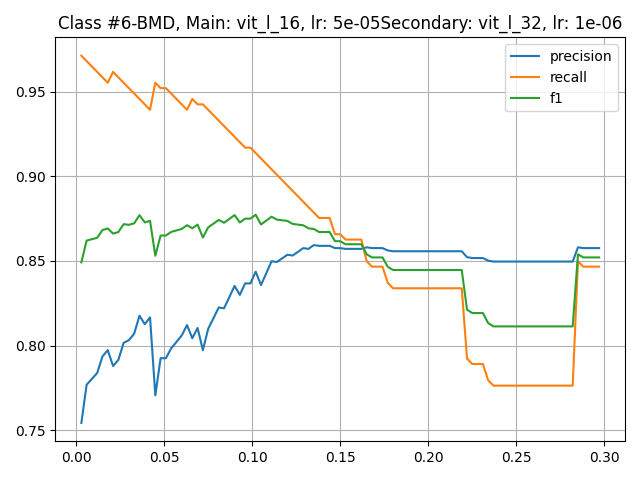 Class #6-BMD, Main: vit_l_16, lr: 5e-05Secondary: vit_l_32, lr: 1e-06
precision
recall
f1
0.95
0.90
0.85
0.80
0.75
0.00 0.05 0.10 0.15 0.20 0.25 0.30